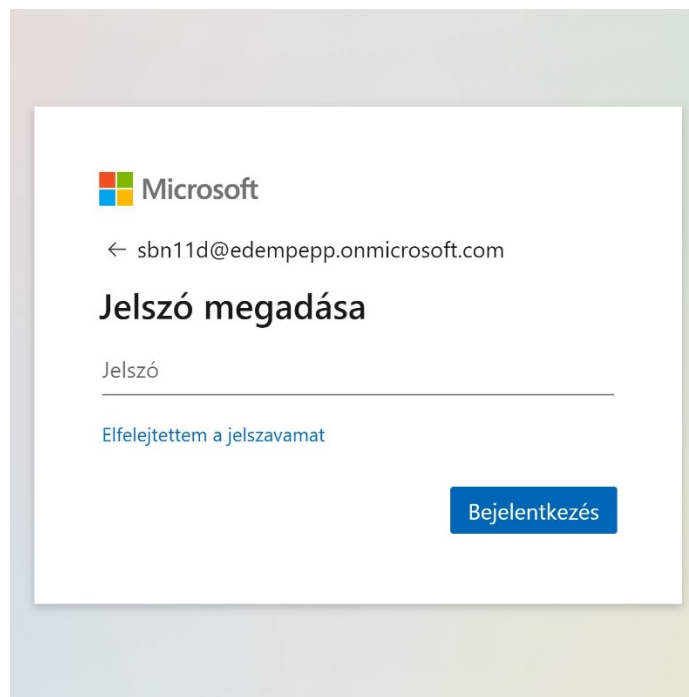 Microsoft
← sbn11d@edempepp.onmicrosoft.com
Jelszó megadása
Jelszó
Elfelejtettem a jelszavamat
Bejelentkezés